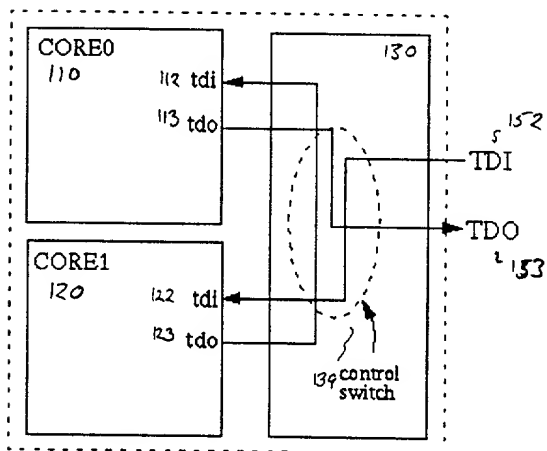 CORE0
110
112 tdi
113 tdo
130
152
TDI
TDO
153
CORE1
120
122 tdi
123 tdo
139 control
switch